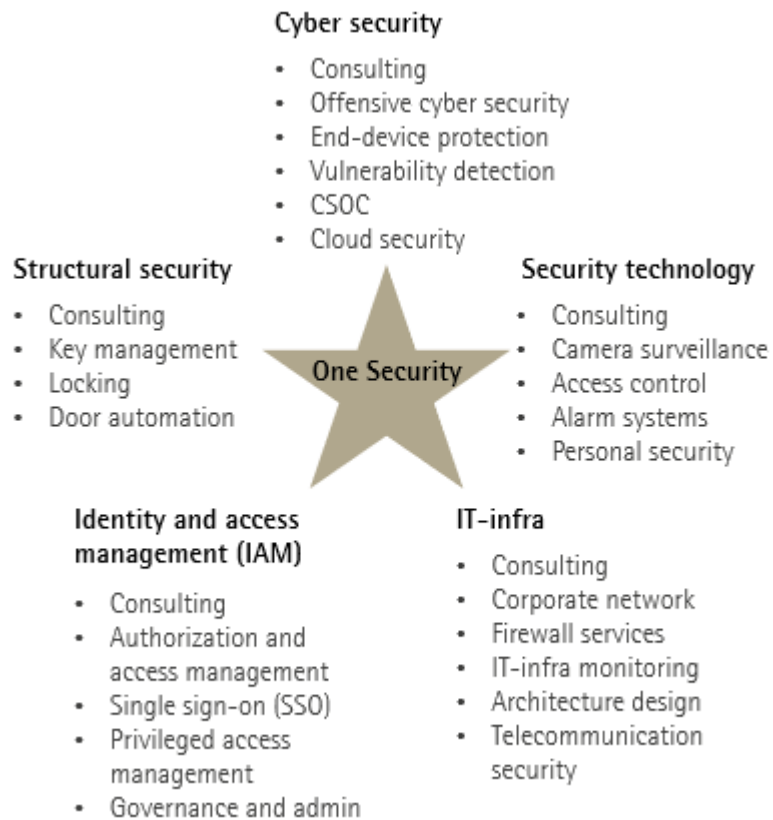 Cyber security
• Consulting
• Offensive cyber security
• End-device protection
• Vulnerability detection
• CSOC
• Cloud security
Structural security
• Consulting
• Key management
• Locking
• Door automation
One Security
Security technology
• Consulting
• Camera surveillance
• Access control
• Alarm systems
• Personal security
Identity and access
management (IAM)
• Consulting
• Authorization and
access management
• Single sign-on (SSO)
• Privileged access
management
• Governance and admin
IT-infra
• Consulting
• Corporate network
• Firewall services
• IT-infra monitoring
• Architecture design
• Telecommunication
security